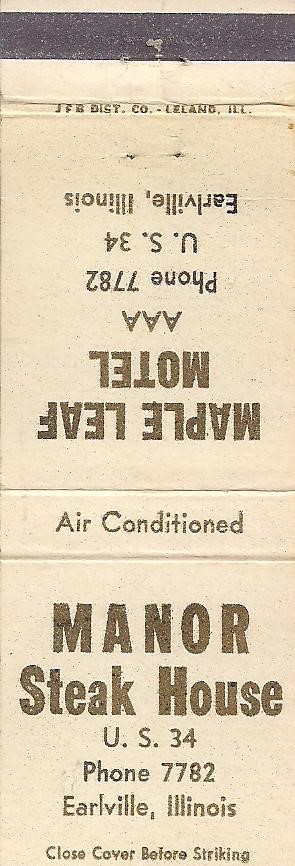 JFB DIST. CO. - LELAND, ILL.
MAPLE LEAF
MOTEL
AAA
Phone 7782
U. S. 34
Earlville, Illinois
Air Conditioned
MANOR
Steak House
U. S. 34
Phone 7782
Earlville, Illinois
Close Cover Before Striking